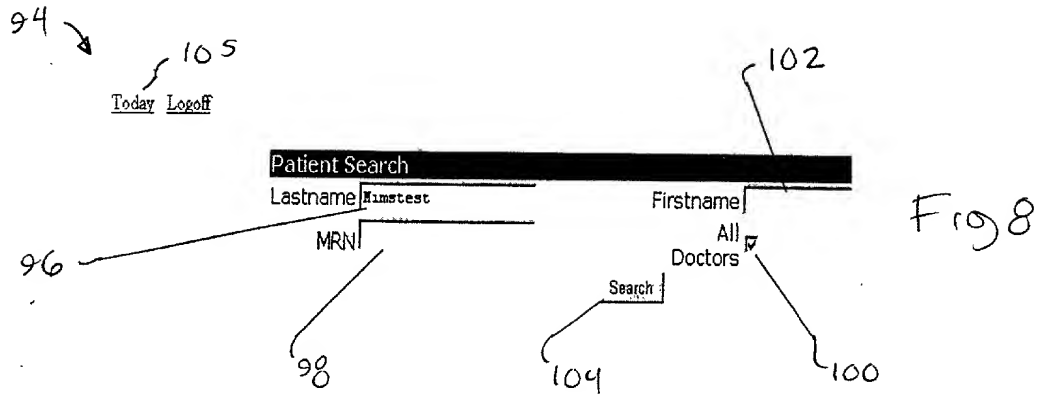 94
105
102
Today Logoff
Patient Search
Lastname Mimstest Firstname
MRN All Doctors
Fig 8
96
Search
98 104 100